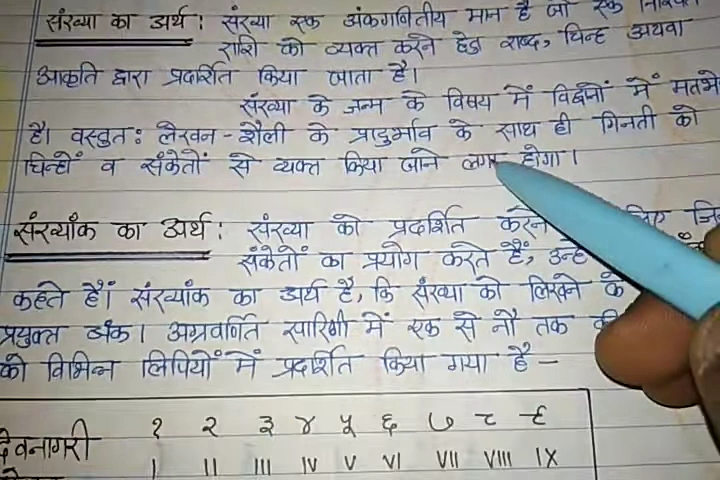 संख्या का अर्थ : संख्या एक अंकगणितीय मान है जो एक
राशि को व्यक्त करने हेतु शब्द, चिन्ह अथवा
आकृति द्वारा प्रदर्शित किया जाता है।
संख्या के जन्म के विषय में विद्वानों में
है। वस्तुत: लेखन - शैली के प्रादुर्भाव के साथ ही गिनती को
चिन्हों व संकेतों से व्यक्त किया जाने लगा होगा।
संख्यांक का अर्थ : संख्या को प्रदर्शित करने
संकेतों का प्रयोग करते हैं, उन्हें
कहते हैं। संख्यांक का अर्थ है, कि संख्या को लिखने के
प्रयुक्त अंक। अग्रवर्णित सारिणी में एक से नौ तक
को विभिन्न लिपियों में प्रदर्शित किया गया है –
देवनागरी १ २ ३ ४ ५ ६ ७ ८ ९
I II III IV V VI VII VIII IX